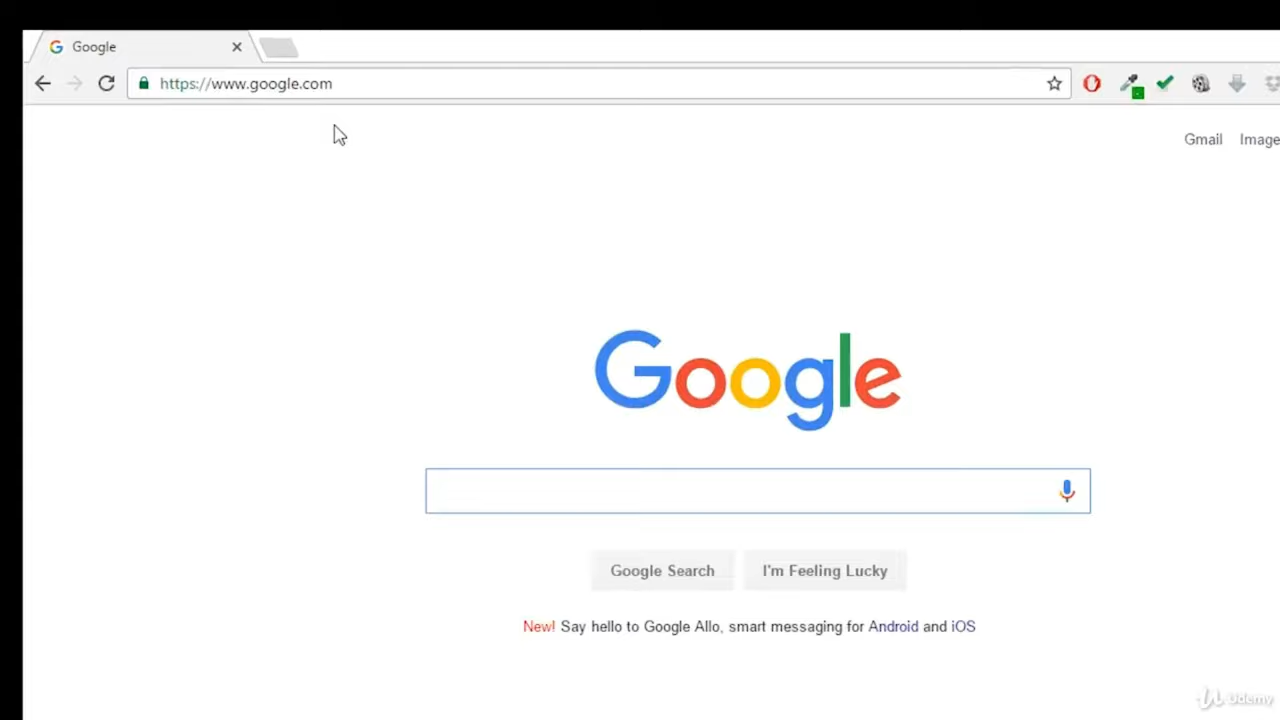 Google
https://www.google.com
Gmail Image
Google
Google Search I'm Feeling Lucky
New! Say hello to Google Allo, smart messaging for Android and iOS
Udemy